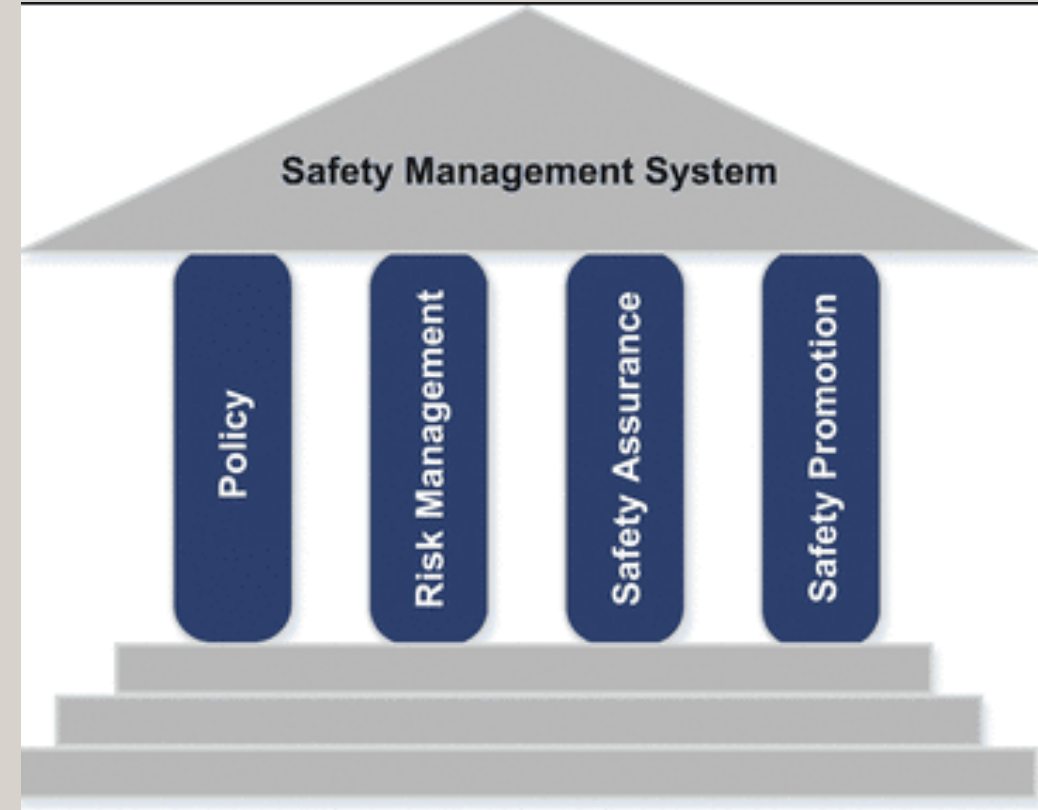 Safety Management System
Policy
Risk Management
Safety Assurance
Safety Promotion